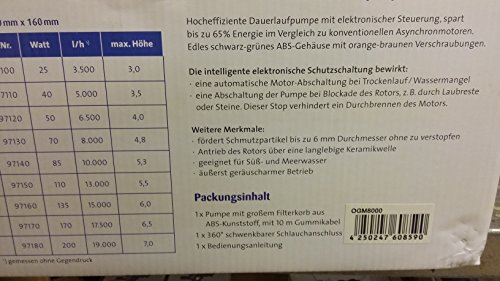 mm x 160mm
Nr. Watt l/h ¹⁾ max. Höhe
100 25 3.500 3,0
7110 40 5.000 3,5
97120 50 6.500 4,0
97130 70 8.000 4,8
97140 85 10.000 5,3
97150 110 13.000 5,5
97160 135 15.000 6,0
97170 170 17.500 6,5
97180 200 19.000 7,0
¹⁾ gemessen ohne Gegendruck
Hocheffiziente Dauerlaufpumpe mit elektronischer Steuerung, spart
bis zu 65% Energie im Vergleich zu konventionellen Asynchronmotoren.
Edles schwarz-grünes ABS-Gehäuse mit orange-braunen Verschraubungen.
Die intelligente elektronische Schutzschaltung bewirkt:
· eine automatische Motor-Abschaltung bei Trockenlauf/Wassermangel
· eine Abschaltung der Pumpe bei Blockade des Rotors, z.B. durch Laubreste
oder Steine. Dieser Stop verhindert ein Durchbrennen des Motors.
Weitere Merkmale:
· fördert Schmutzpartikel bis zu 6 mm Durchmesser ohne zu verstopfen
· Antrieb des Rotors über eine langlebige Keramikwelle
· geeignet für Süß- und Meerwasser
· äußerst geräuscharmer Betrieb
Packungsinhalt
1x Pumpe mit großem Filterkorb aus
ABS-Kunststoff, mit 10 m Gummikabel
1 x 360° schwenkbarer Schlauchanschluss
1 x Bedienungsanleitung
OGM8000
4 250247 608590